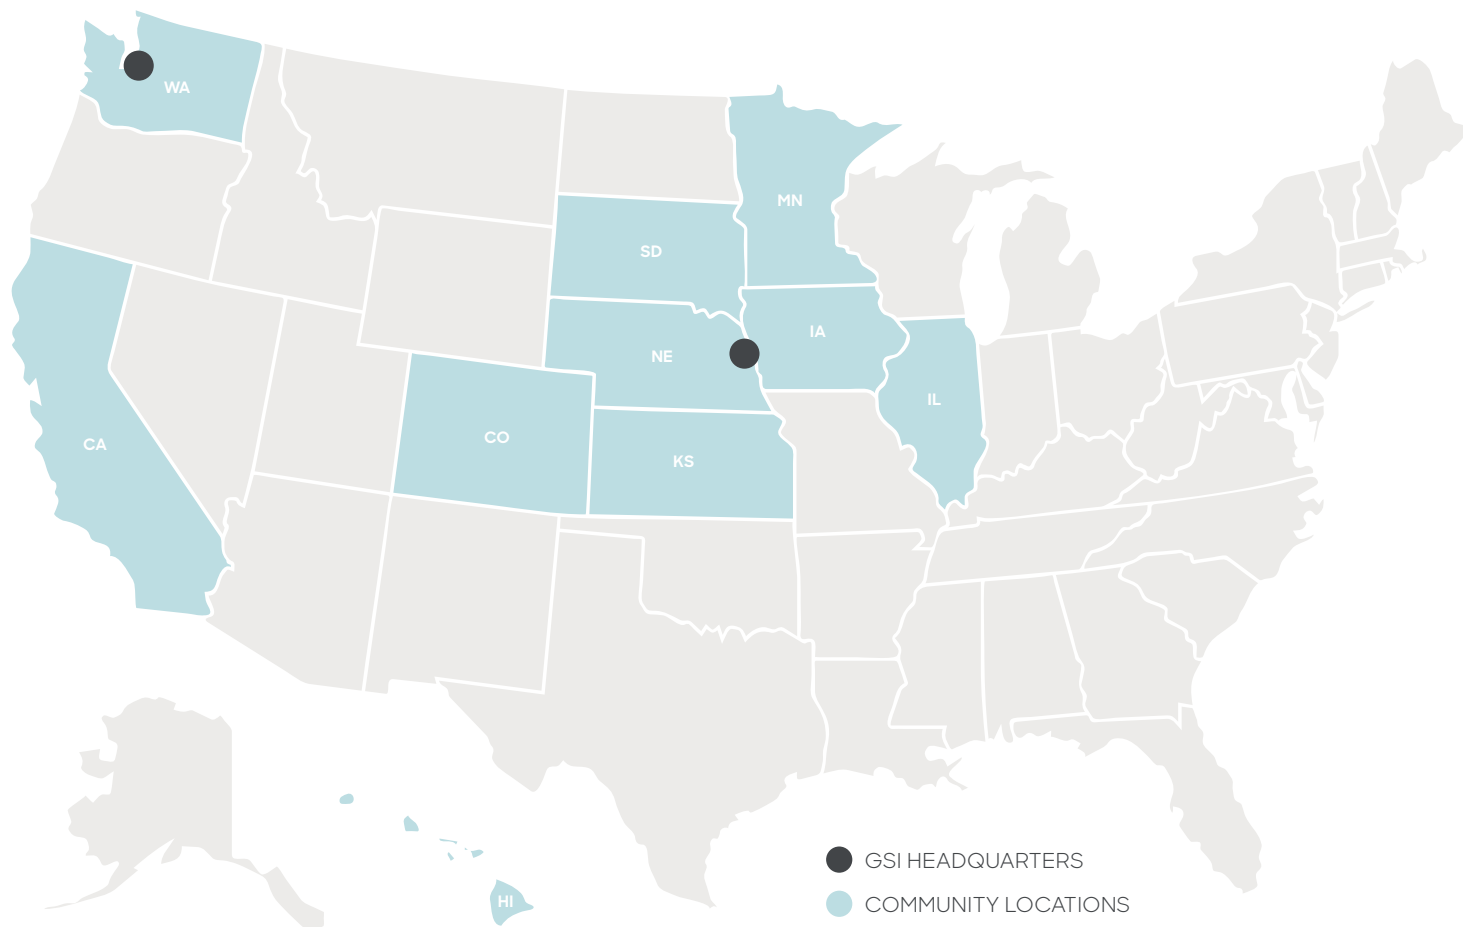 WA
MN
SD
IA
NE
IL
CO
CA
KS
HI
GSI HEADQUARTERS
COMMUNITY LOCATIONS